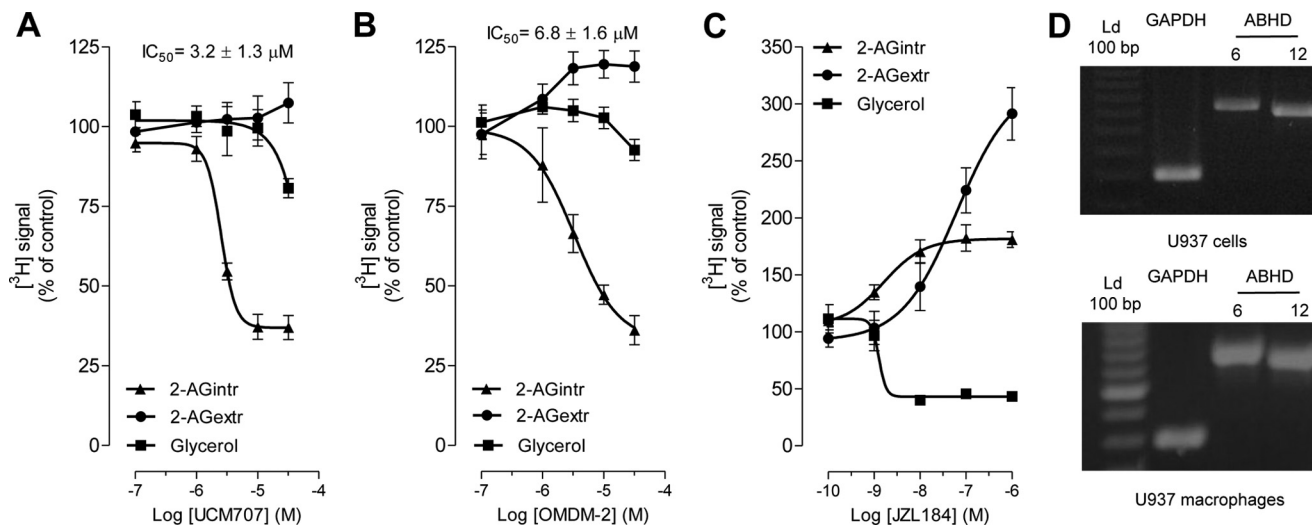 A
IC50= 3.2 ± 1.3 μM
125
100
75
50
25
0
[³H] signal
(% of control)
2-AGintr
2-AGextr
Glycerol
-7
-6
-5
-4
Log [UCM707] (M)
B
IC50= 6.8 ± 1.6 μM
125
100
75
50
25
0
[³H] signal
(% of control)
2-AGintr
2-AGextr
Glycerol
-7
-6
-5
-4
Log [OMDM-2] (M)
C
2-AGintr
2-AGextr
Glycerol
350
300
250
200
150
100
50
0
[³H] signal
(% of control)
-10
-9
-8
-7
-6
Log [JZL184] (M)
D
Ld
100 bp
GAPDH
ABHD
6 12
U937 cells
Ld
100 bp
GAPDH
ABHD
6 12
U937 macrophages